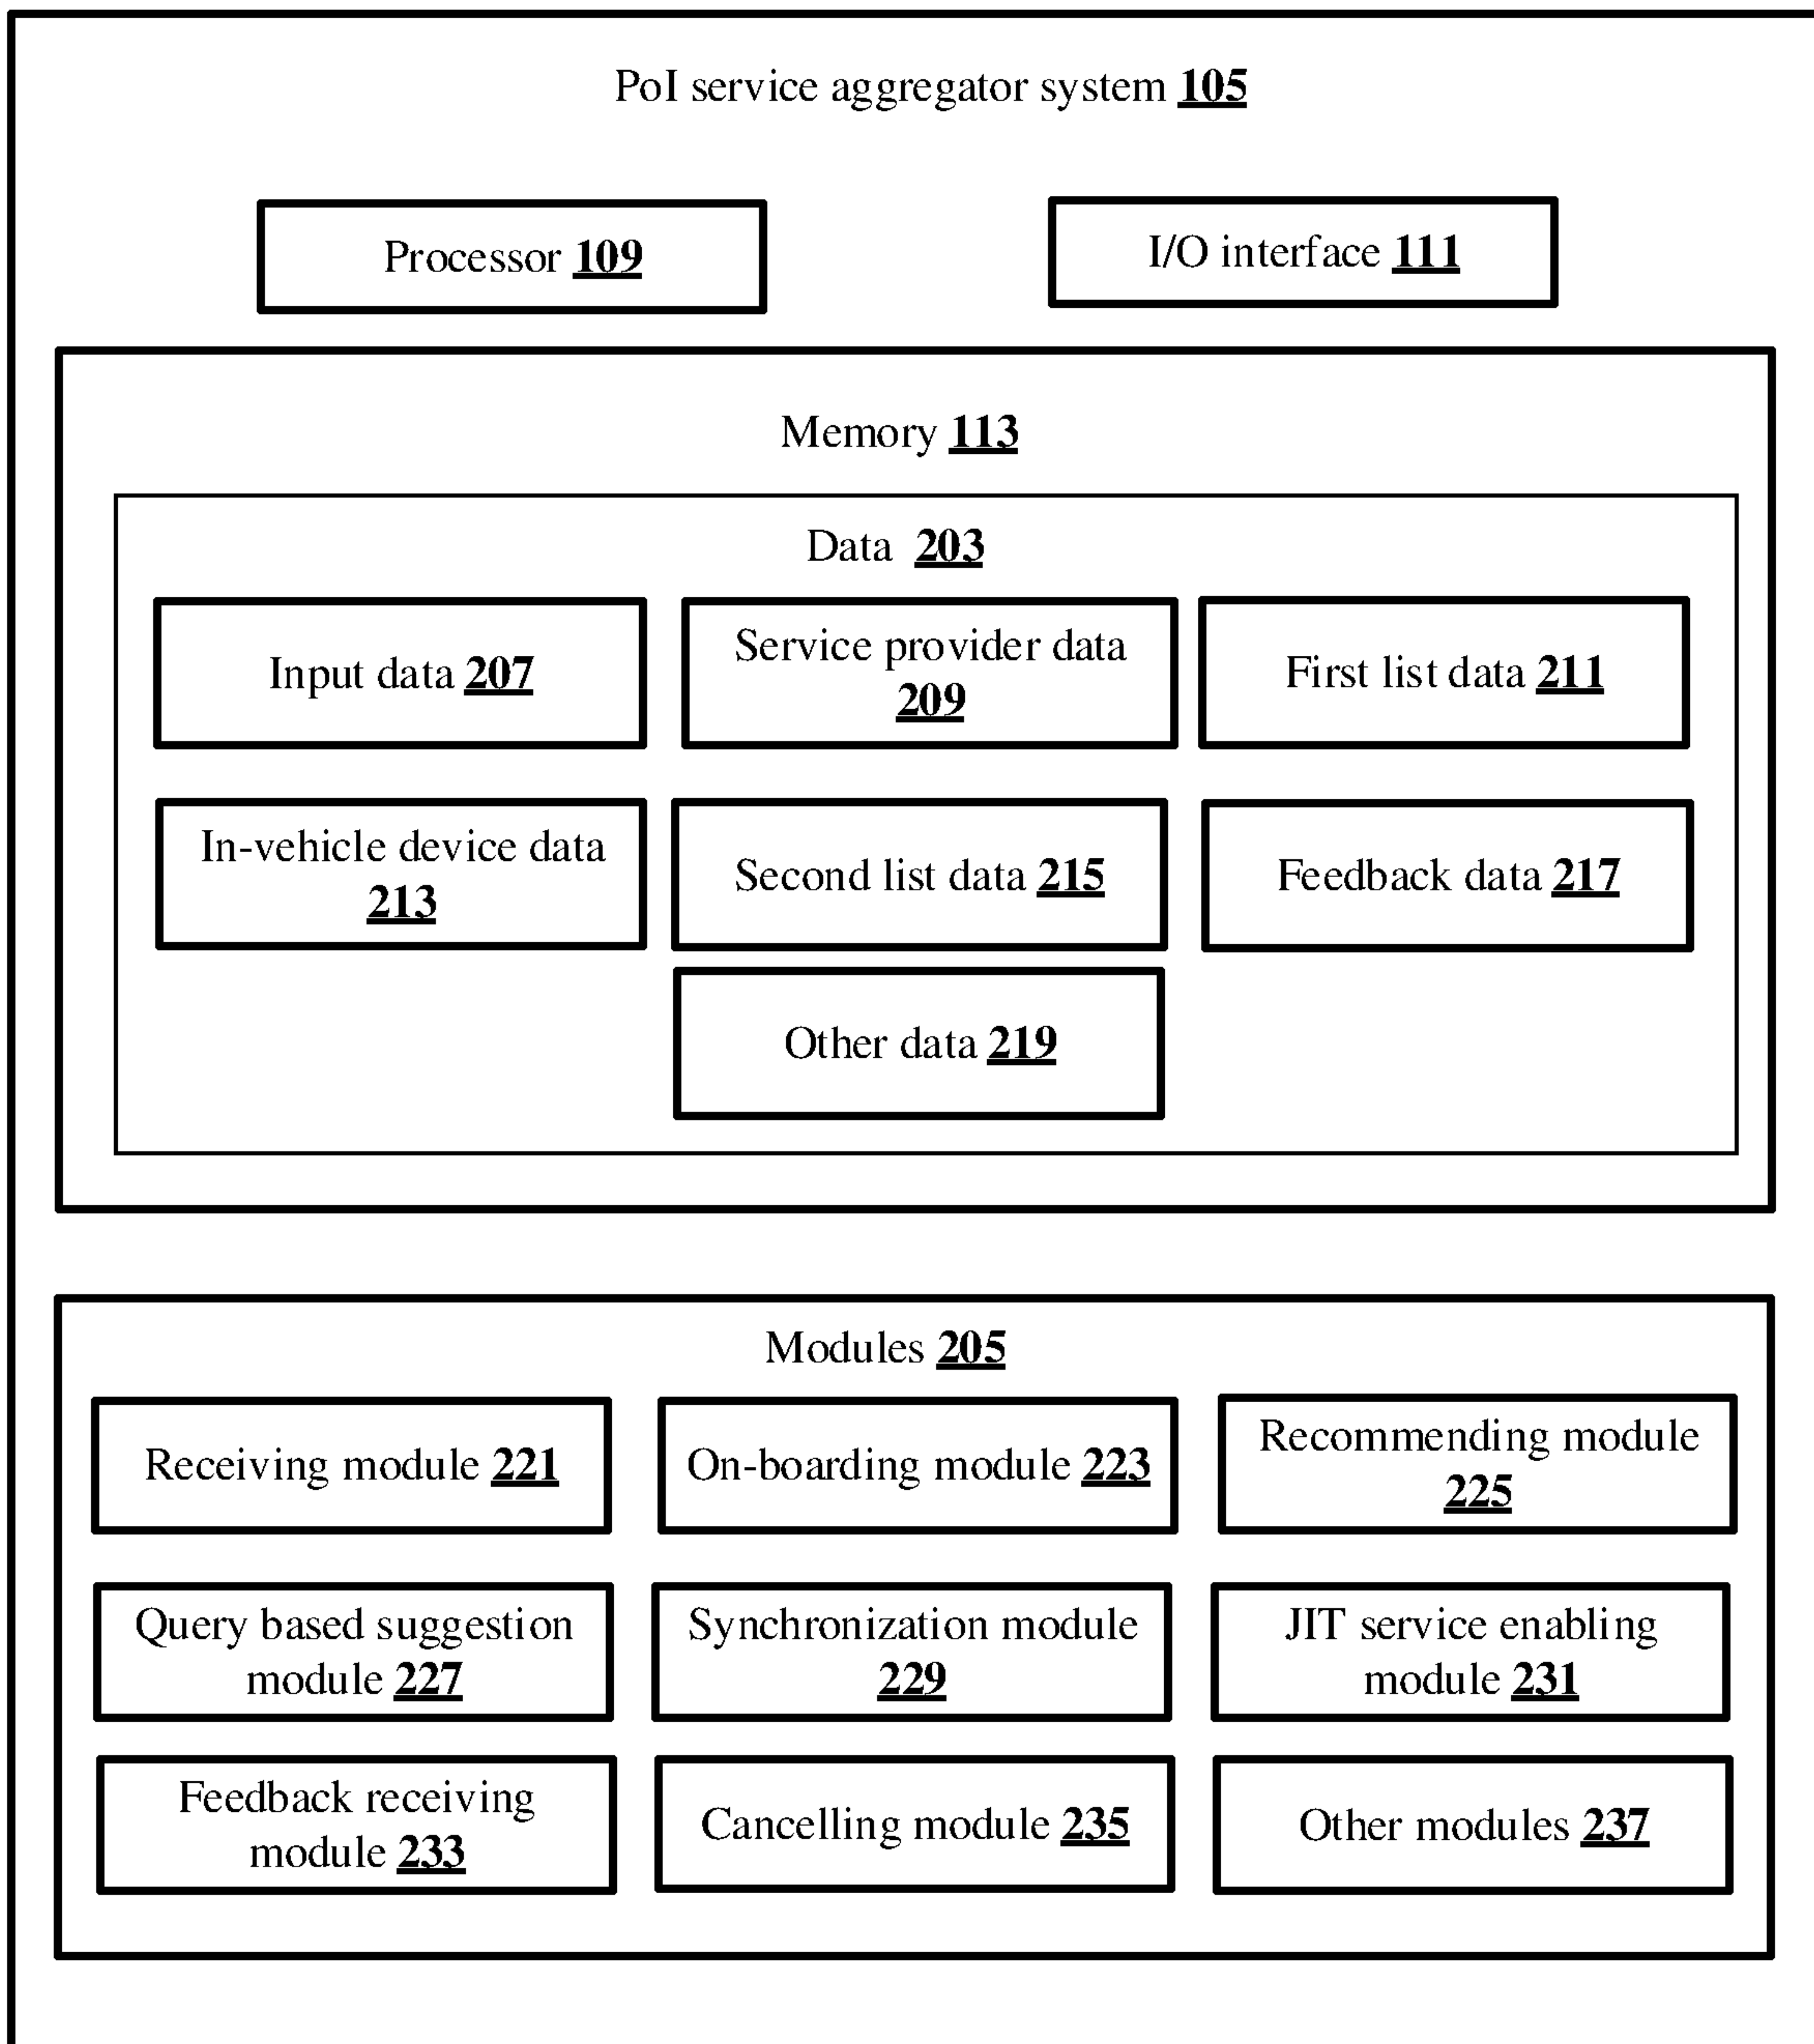 PoI service aggregator system 105
Processor 109
I/O interface 111
Memory 113
Data 203
Input data 207
Service provider data
209
First list data 211
In-vehicle device data
213
Second list data 215
Feedback data 217
Other data 219
Modules 205
Receiving module 221
On-boarding module 223
Recommending module
225
Query based suggestion
module 227
Synchronization module
229
JIT service enabling
module 231
Feedback receiving
module 233
Cancelling module 235
Other modules 237